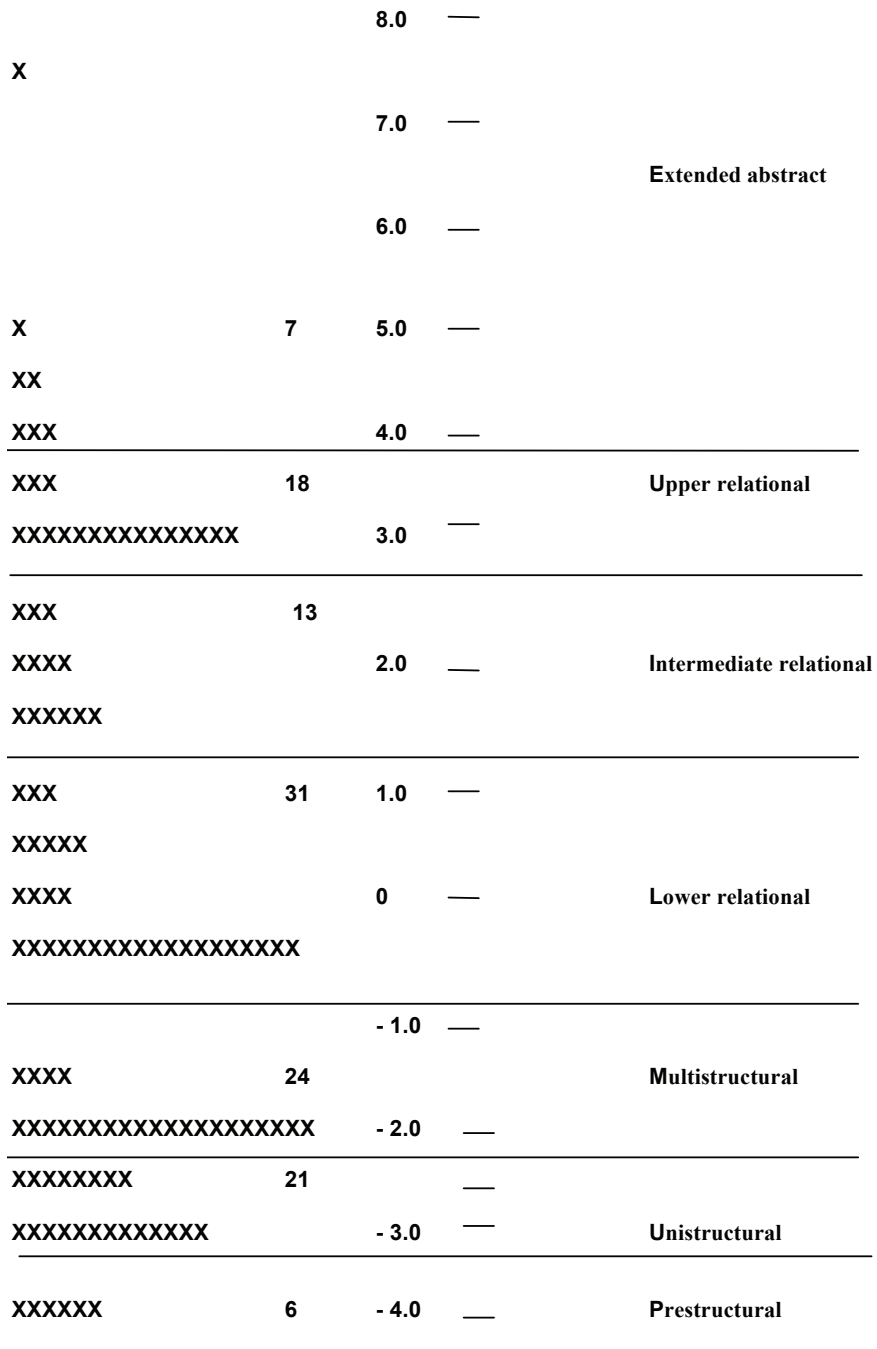 8.0
X
7.0
Extended abstract
6.0
X 7 5.0
XX
XXX 4.0
XXX 18 Upper relational
XXXXXXXXXXXXXXX 3.0
XXX 13
XXXX 2.0 Intermediate relational
XXXXXX
XXX 31 1.0
XXXXX
XXXX 0 Lower relational
XXXXXXXXXXXXXXXXXXX
- 1.0
XXXX 24 Multistructural
XXXXXXXXXXXXXXXXXXXX - 2.0
XXXXXXXX 21
XXXXXXXXXXXXX - 3.0 Unistructural
XXXXXX 6 - 4.0 Prestructural